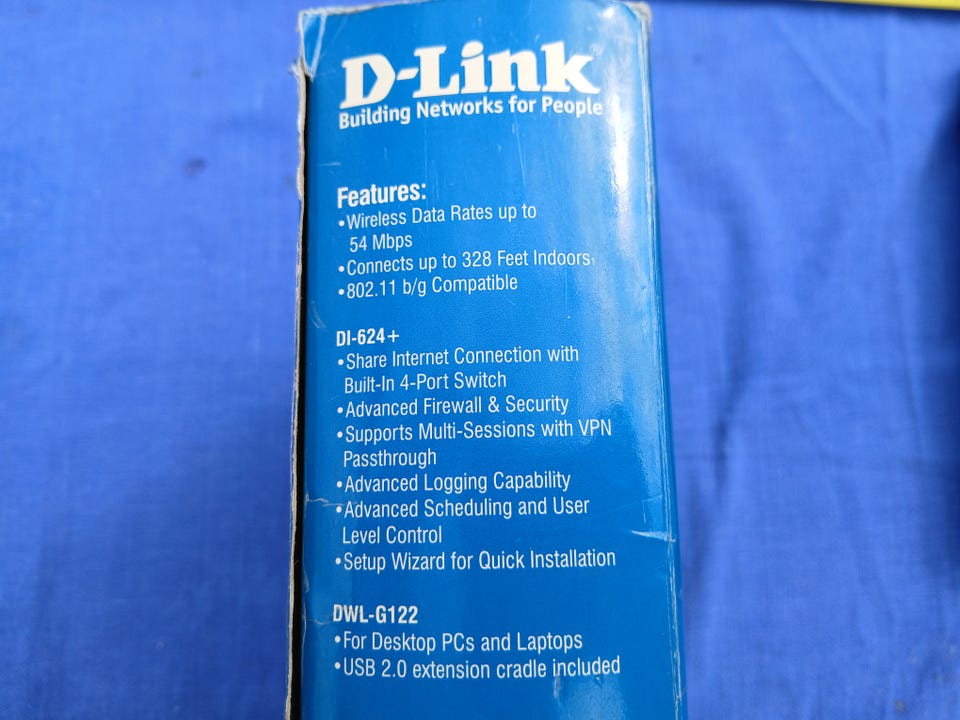 D-Link
Building Networks for People
Features:
•Wireless Data Rates up to
54 Mbps
•Connects up to 328 Feet Indoors1
•802.11 b/g Compatible
DI-624+
•Share Internet Connection with
Built-In 4-Port Switch
•Advanced Firewall & Security
•Supports Multi-Sessions with VPN
Passthrough
•Advanced Logging Capability
•Advanced Scheduling and User
Level Control
•Setup Wizard for Quick Installation
DWL-G122
•For Desktop PCs and Laptops
•USB 2.0 extension cradle included